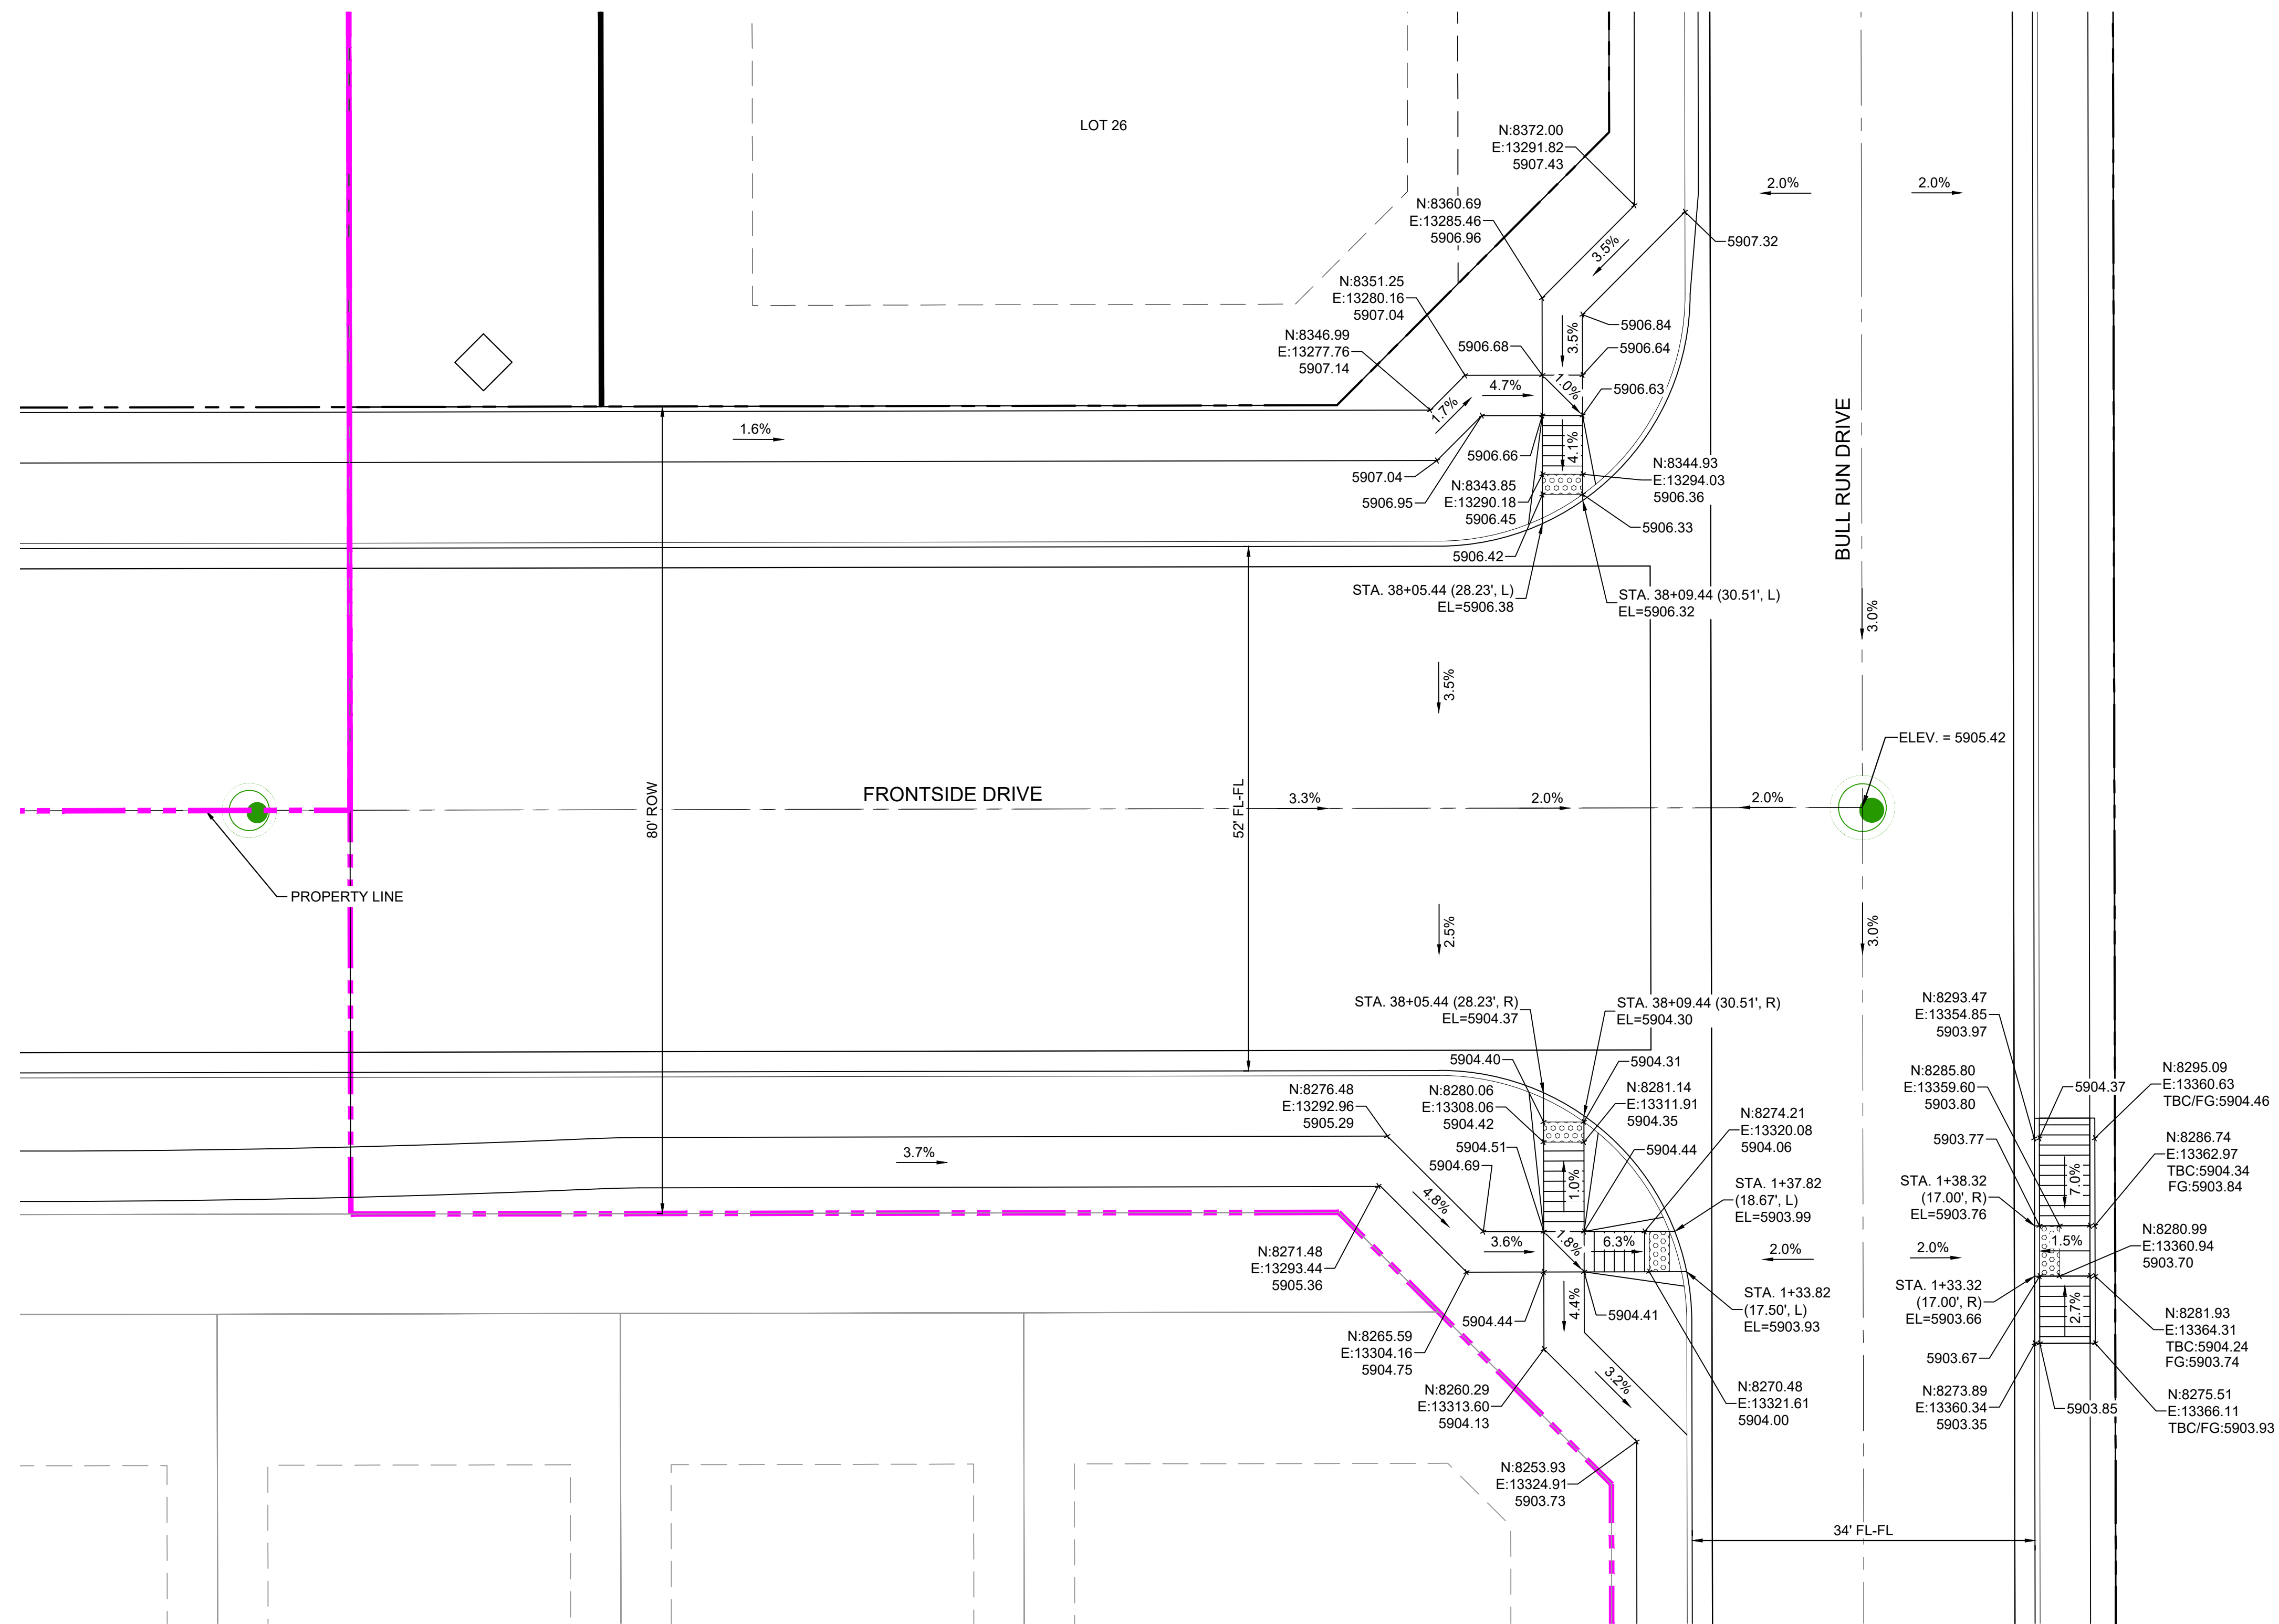 LOT 26
N:8372.00
E:13291.82
5907.43
2.0%
2.0%
N:8360.69
E:13285.46
5906.96
5907.32
3.5%
N:8351.25
E:13280.16
5907.04
N:8346.99
E:13277.76
5907.14
5906.68
3.5%
5906.84
5906.64
4.7%
1.0%
5906.63
1.7%
1.6%
5906.66
4.1%
5907.04
5906.95
N:8343.85
E:13290.18
5906.45
N:8344.93
E:13294.03
5906.36
5906.33
5906.42
STA. 38+05.44 (28.23', L)
EL=5906.38
STA. 38+09.44 (30.51', L)
EL=5906.32
BULL RUN DRIVE
3.0%
3.5%
ELEV. = 5905.42
80' ROW
FRONTSIDE DRIVE
52' FL-FL
3.3%
2.0%
2.0%
PROPERTY LINE
2.5%
3.0%
STA. 38+05.44 (28.23', R)
EL=5904.37
STA. 38+09.44 (30.51', R)
EL=5904.30
5904.40
5904.31
N:8276.48
E:13292.96
5905.29
N:8280.06
E:13308.06
5904.42
N:8281.14
E:13311.91
5904.35
N:8274.21
E:13320.08
5904.06
5904.51
5904.69
5904.44
3.7%
4.8%
1.0%
3.6%
1.8%
6.3%
STA. 1+37.82
(18.67', L)
EL=5903.99
N:8271.48
E:13293.44
5905.36
2.0%
2.0%
STA. 1+33.82
(17.50', L)
EL=5903.93
4.4%
5904.44
5904.41
N:8265.59
E:13304.16
5904.75
N:8260.29
E:13313.60
5904.13
3.2%
N:8270.48
E:13321.61
5904.00
N:8253.93
E:13324.91
5903.73
N:8293.47
E:13354.85
5903.97
N:8285.80
E:13359.60
5903.80
5904.37
N:8295.09
E:13360.63
TBC/FG:5904.46
5903.77
N:8286.74
E:13362.97
TBC:5904.34
FG:5903.84
7.0%
STA. 1+38.32
(17.00', R)
EL=5903.76
1.5%
N:8280.99
E:13360.94
5903.70
STA. 1+33.32
(17.00', R)
EL=5903.66
2.7%
N:8281.93
E:13364.31
TBC:5904.24
FG:5903.74
5903.67
N:8273.89
E:13360.34
5903.35
5903.85
N:8275.51
E:13366.11
TBC/FG:5903.93
34' FL-FL